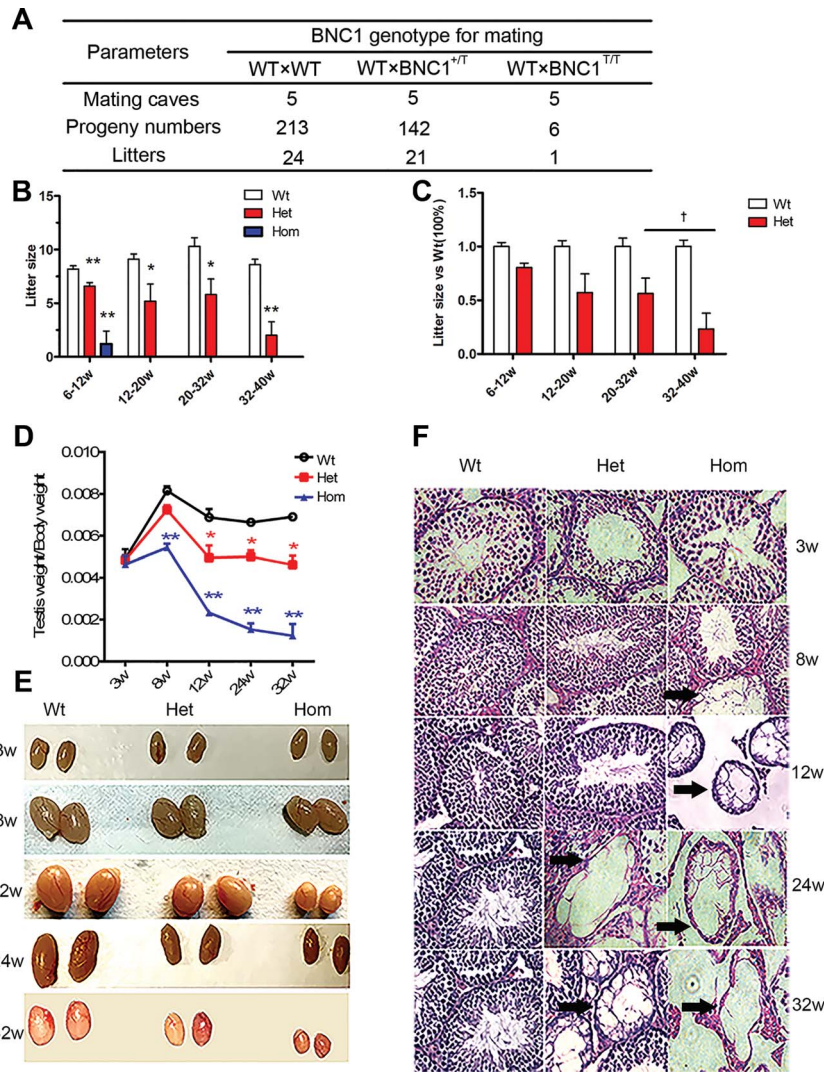 A
Parameters BNC1 genotype for mating
WT×WT WT×BNC1+/T WT×BNC1T/T
Mating caves 5 5 5
Progeny numbers 213 142 6
Litters 24 21 1
B
Litter size
15
10
5
0
Wt
Het
Hom
** ** * * **
6-12w 12-20w 20-32w 32-40w
C
Litter size vs Wt(100%)
1.5
1.0
0.5
0.0
†
Wt
Het
6-12w 12-20w 20-32w 32-40w
D
Testis weight/Body weight
0.010
0.008
0.006
0.004
0.002
0.000
Wt
Het
Hom
* * *
** ** ** **
3w 8w 12w 24w 32w
E
Wt Het Hom
3w
8w
2w
4w
2w
F
Wt Het Hom
3w
8w
12w
24w
32w